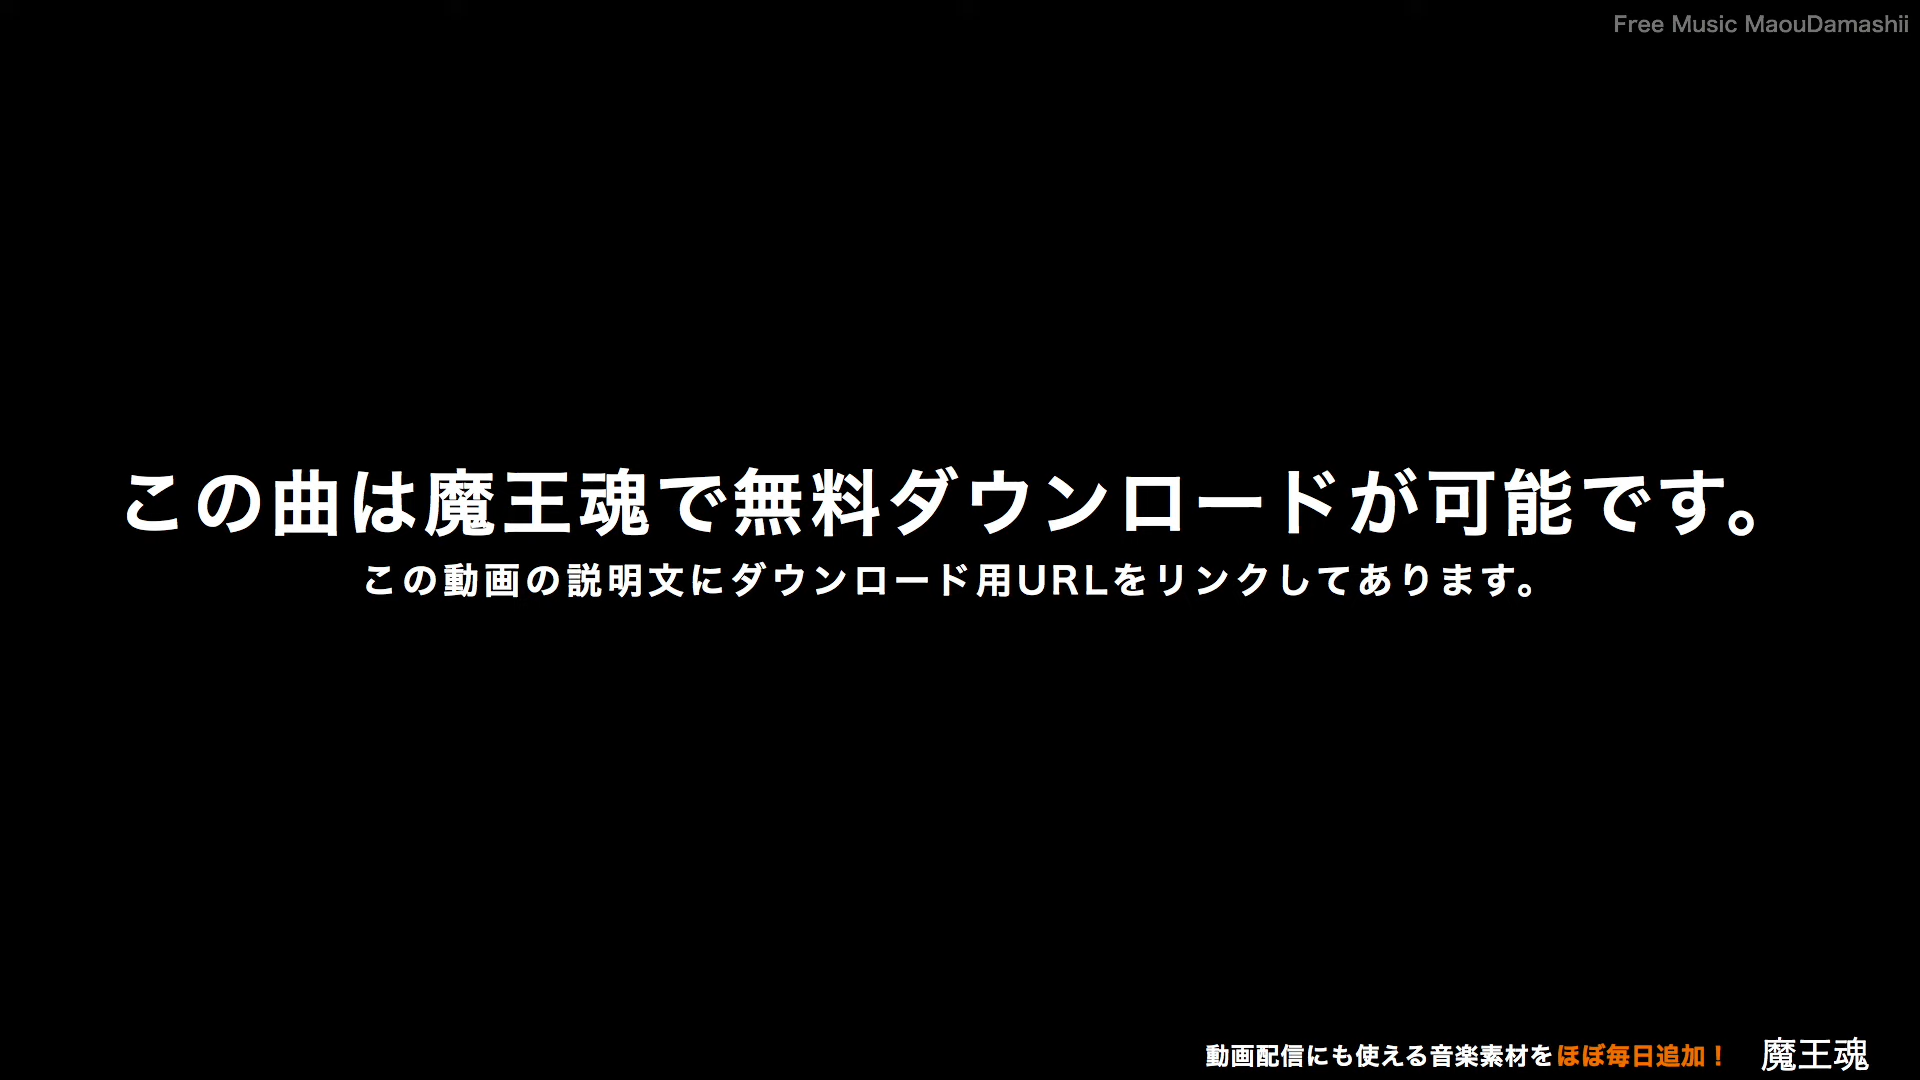 Free Music MaouDamashii
この曲は魔王魂で無料ダウンロードが可能です。
この動画の説明文にダウンロード用URLをリンクしてあります。
動画配信にも使える音楽素材をほぼ毎日追加！ 魔王魂